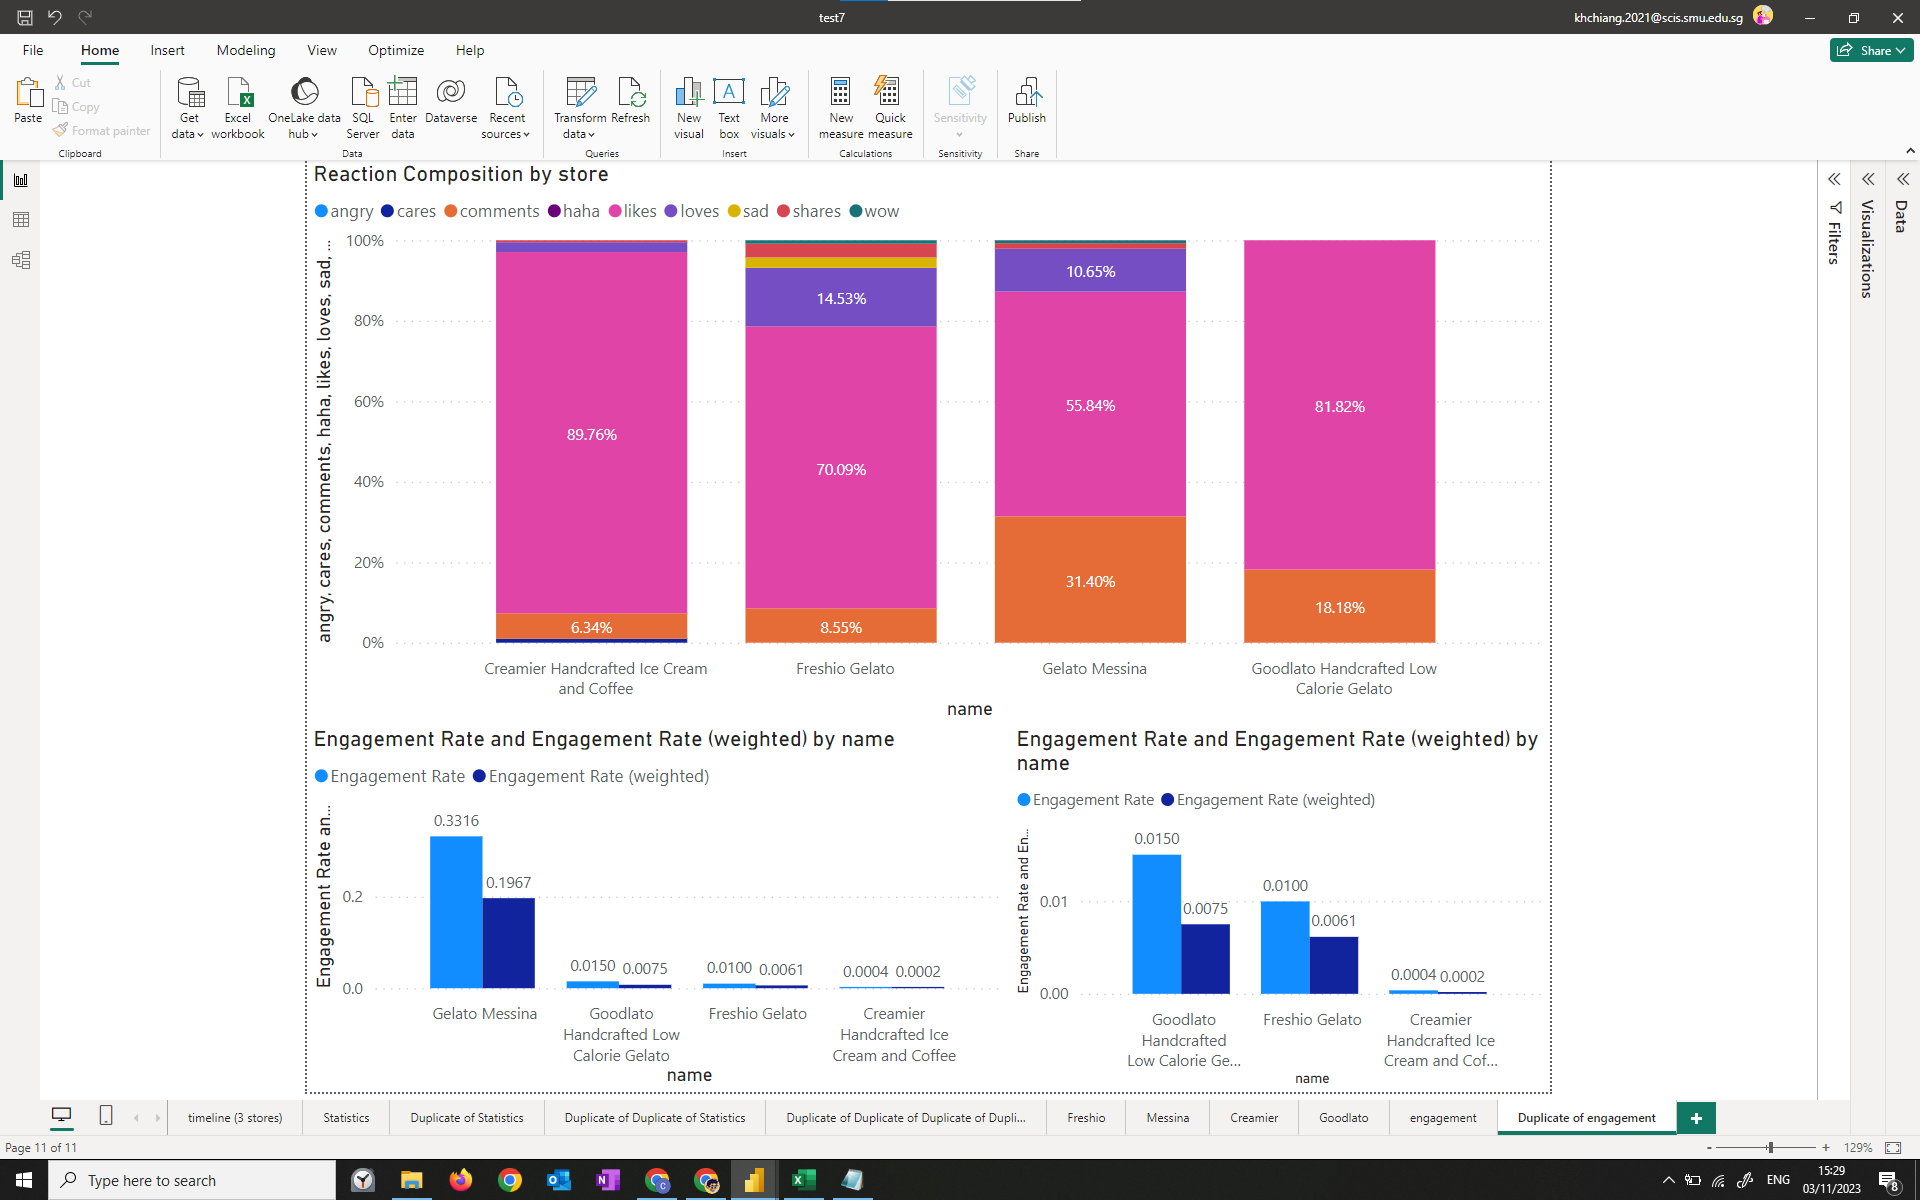 test7
khchiang.2021@scis.smu.edu.sg
File Home Insert Modeling View Optimize Help
Share
Paste
Cut
Copy
Format painter
Clipboard
Get data
Excel workbook
OneLake data hub
SQL Server
Enter data
Dataverse
Recent sources
Data
Transform data
Refresh
Queries
New visual
Text box
More visuals
Insert
New measure
Quick measure
Calculations
Sensitivity
Sensitivity
Publish
Share
Filters
Visualizations
Data
Reaction Composition by store
angry cares comments haha likes loves sad shares wow
angry, cares, comments, haha, likes, loves, sad, ...
100%
80%
60%
40%
20%
0%
89.76%
6.34%
14.53%
70.09%
8.55%
10.65%
55.84%
31.40%
81.82%
18.18%
Creamier Handcrafted Ice Cream
and Coffee
Freshio Gelato
Gelato Messina
Goodlato Handcrafted Low
Calorie Gelato
name
Engagement Rate and Engagement Rate (weighted) by name
Engagement Rate Engagement Rate (weighted)
Engagement Rate an...
0.2
0.0
0.3316
0.1967
0.0150 0.0075
0.0100 0.0061
0.0004 0.0002
Gelato Messina
Goodlato
Handcrafted Low
Calorie Gelato
Freshio Gelato
Creamier
Handcrafted Ice
Cream and Coffee
name
Engagement Rate and Engagement Rate (weighted) by
name
Engagement Rate Engagement Rate (weighted)
Engagement Rate and En...
0.01
0.00
0.0150
0.0075
0.0100
0.0061
0.0004 0.0002
Goodlato
Handcrafted
Low Calorie Ge...
Freshio Gelato
Creamier
Handcrafted Ice
Cream and Cof...
name
timeline (3 stores) Statistics Duplicate of Statistics Duplicate of Duplicate of Statistics Duplicate of Duplicate of Duplicate of Dupli... Freshio Messina Creamier Goodlato engagement Duplicate of engagement +
Page 11 of 11
- + 129%
Type here to search
ENG
15:29
03/11/2023
8